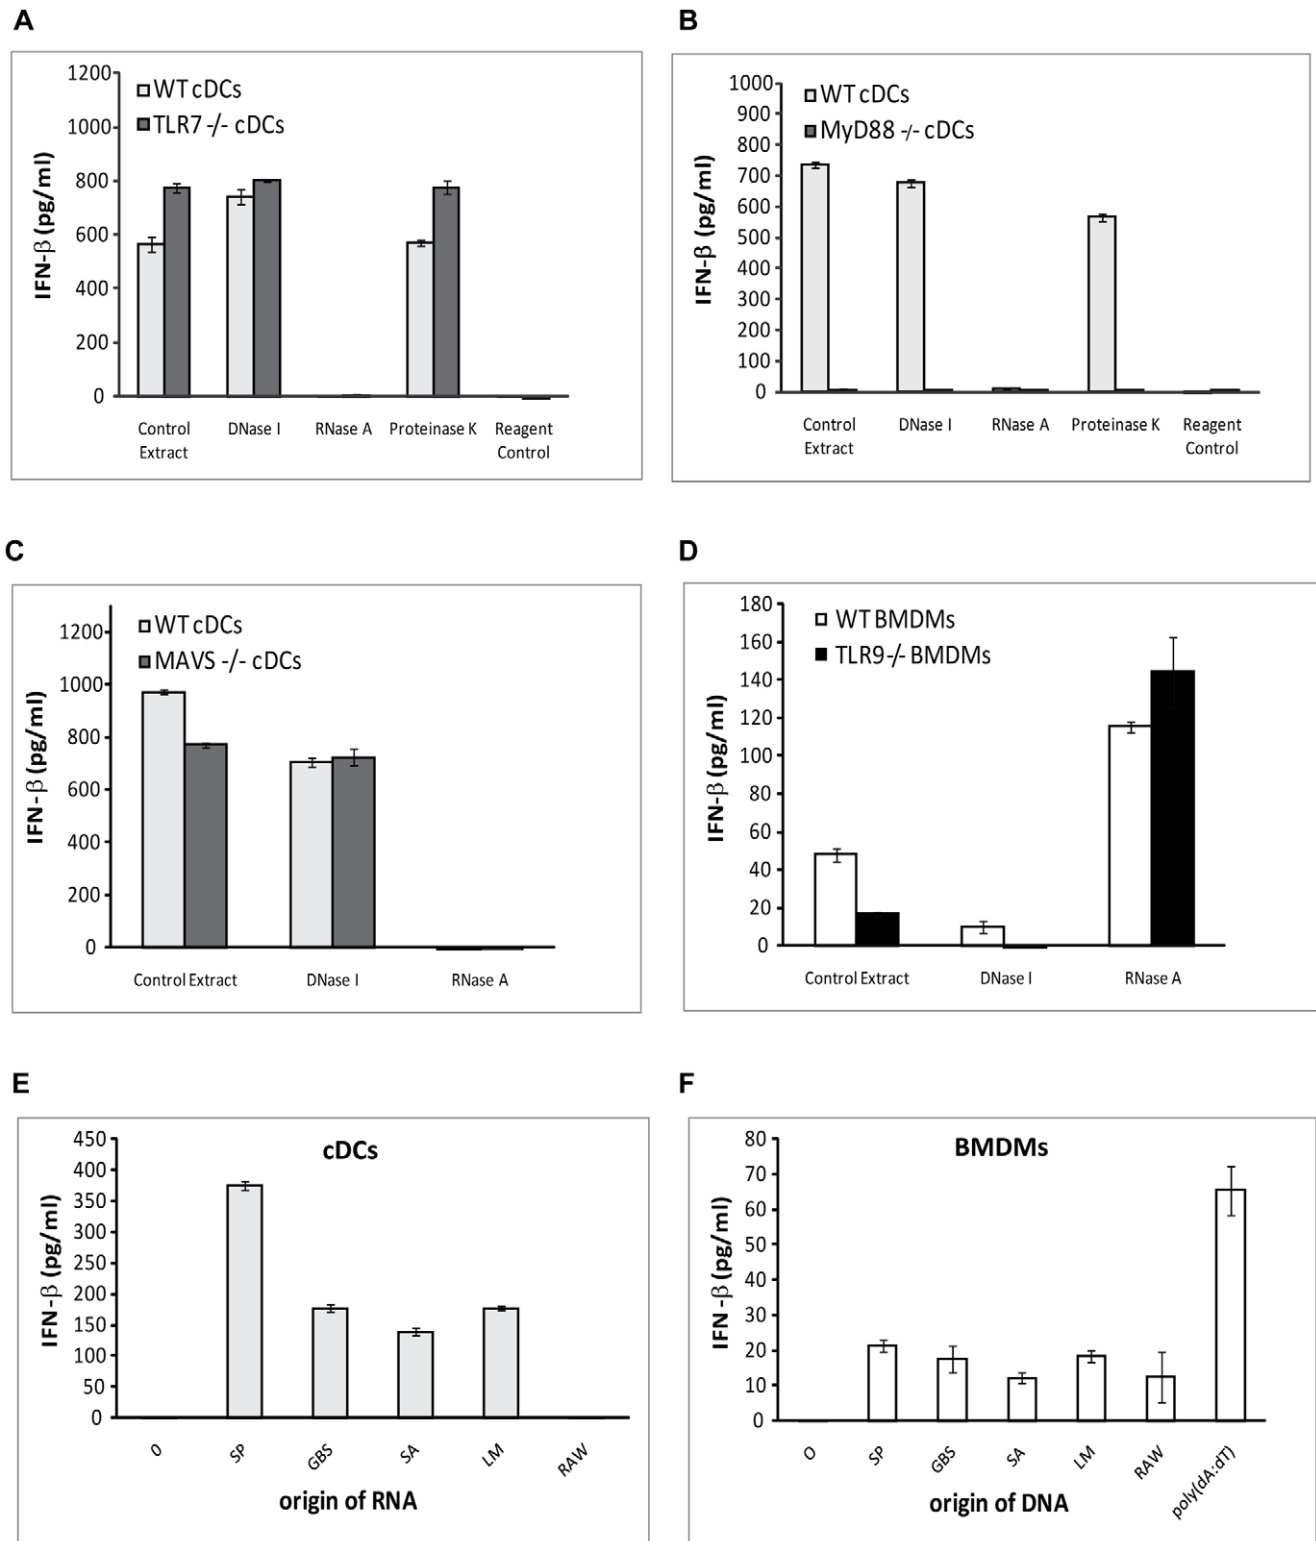 A
1200
1000
800
600
400
200
0
IFN-β (pg/ml)
WT cDCs
TLR7 -/- cDCs
Control Extract
DNase I
RNase A
Proteinase K
Reagent Control
B
1000
900
800
700
600
500
400
300
200
100
0
IFN-β (pg/ml)
WT cDCs
MyD88 -/- cDCs
Control Extract
DNase I
RNase A
Proteinase K
Reagent Control
C
1200
1000
800
600
400
200
0
IFN-β (pg/ml)
WT cDCs
MAVS -/- cDCs
Control Extract
DNase I
RNase A
D
180
160
140
120
100
80
60
40
20
0
IFN-β (pg/ml)
WT BMDMs
TLR9-/- BMDMs
Control Extract
DNase I
RNase A
E
450
400
350
300
250
200
150
100
50
0
IFN-β (pg/ml)
cDCs
0
SP
GBS
SA
LM
RAW
origin of RNA
F
80
70
60
50
40
30
20
10
0
IFN -β (pg/ml)
BMDMs
O
SP
GBS
SA
LM
RAW
poly(dA:dT)
origin of DNA